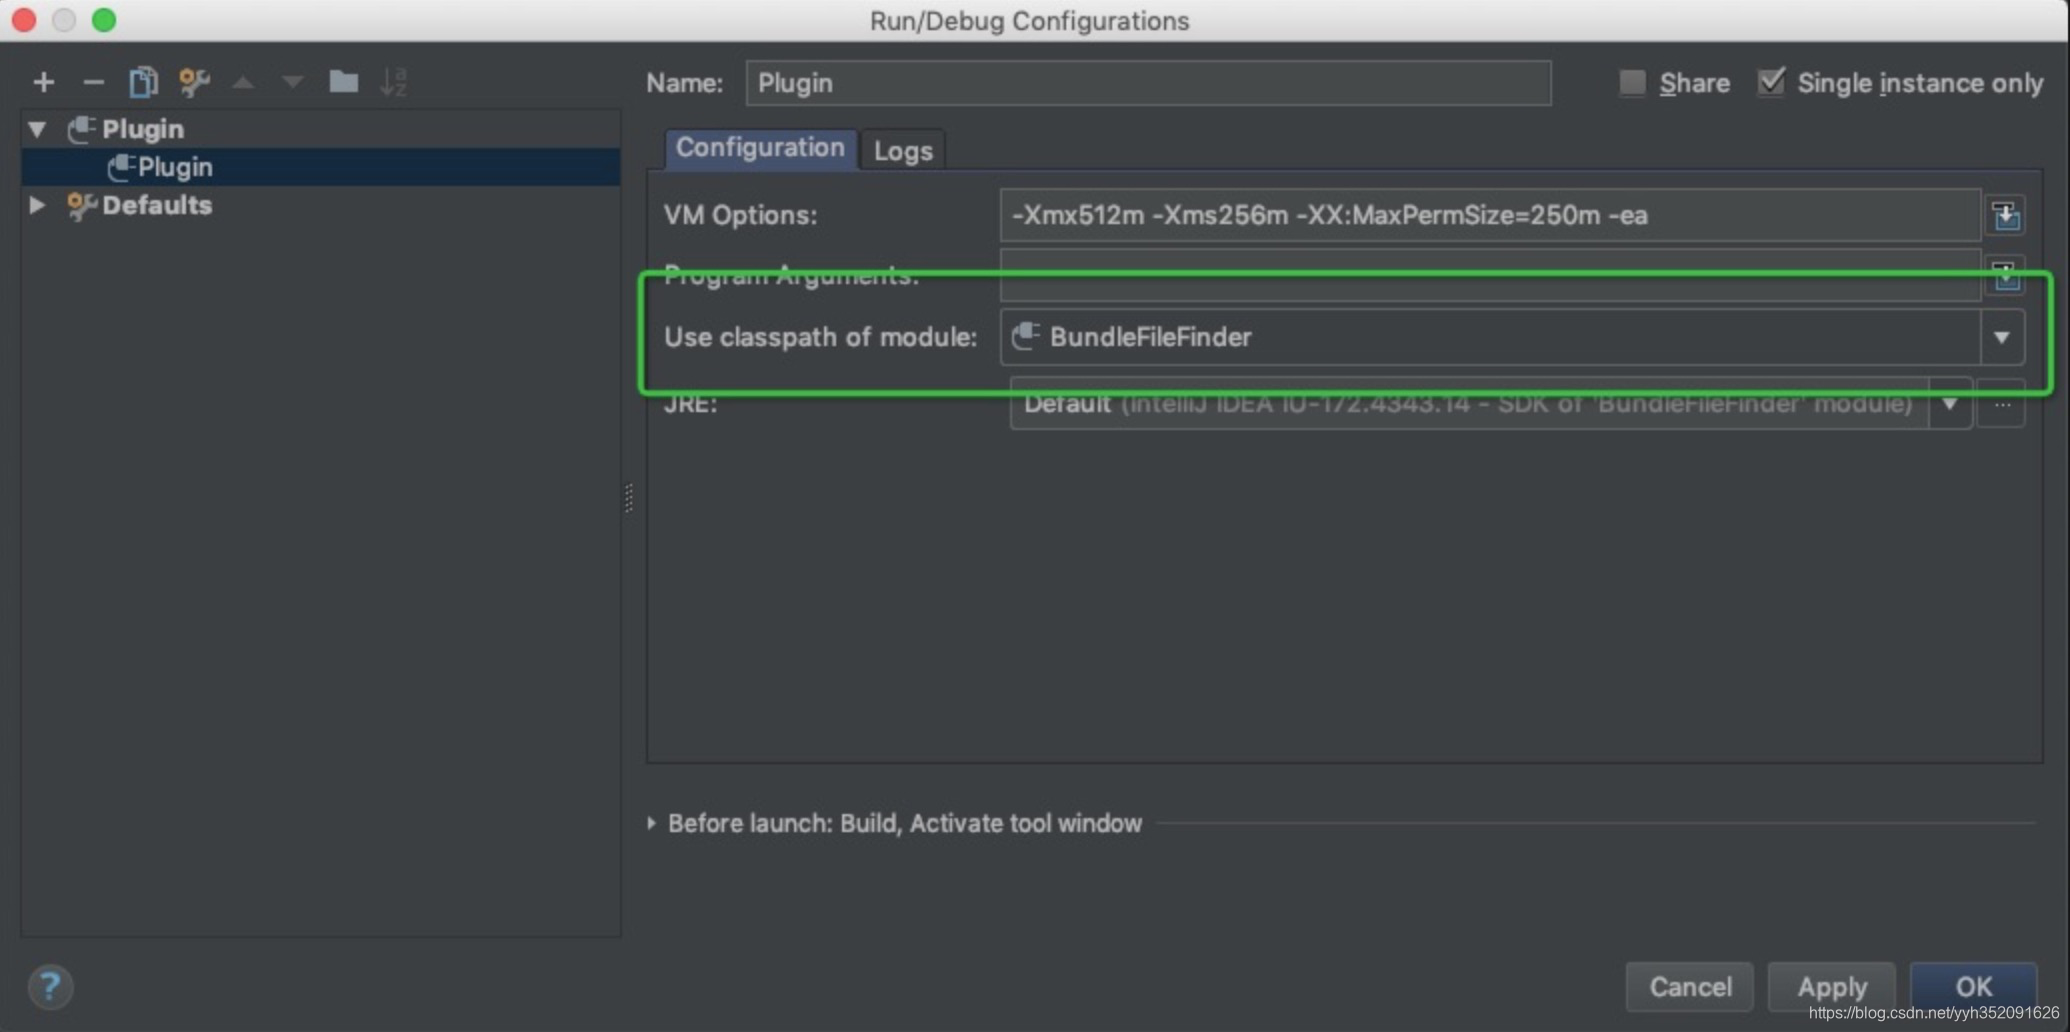 Run/Debug Configurations
Name: Plugin Share Single instance only
Plugin
Plugin
Defaults
Configuration Logs
VM Options: -Xmx512m -Xms256m -XX:MaxPermSize=250m -ea
Program Arguments:
Use classpath of module: BundleFileFinder
JRE: Default (IntelliJ IDEA IU-172.4343.14 - SDK of 'BundleFileFinder' module) ...
Before launch: Build, Activate tool window
? Cancel Apply OK
https://blog.csdn.net/yyh352091626